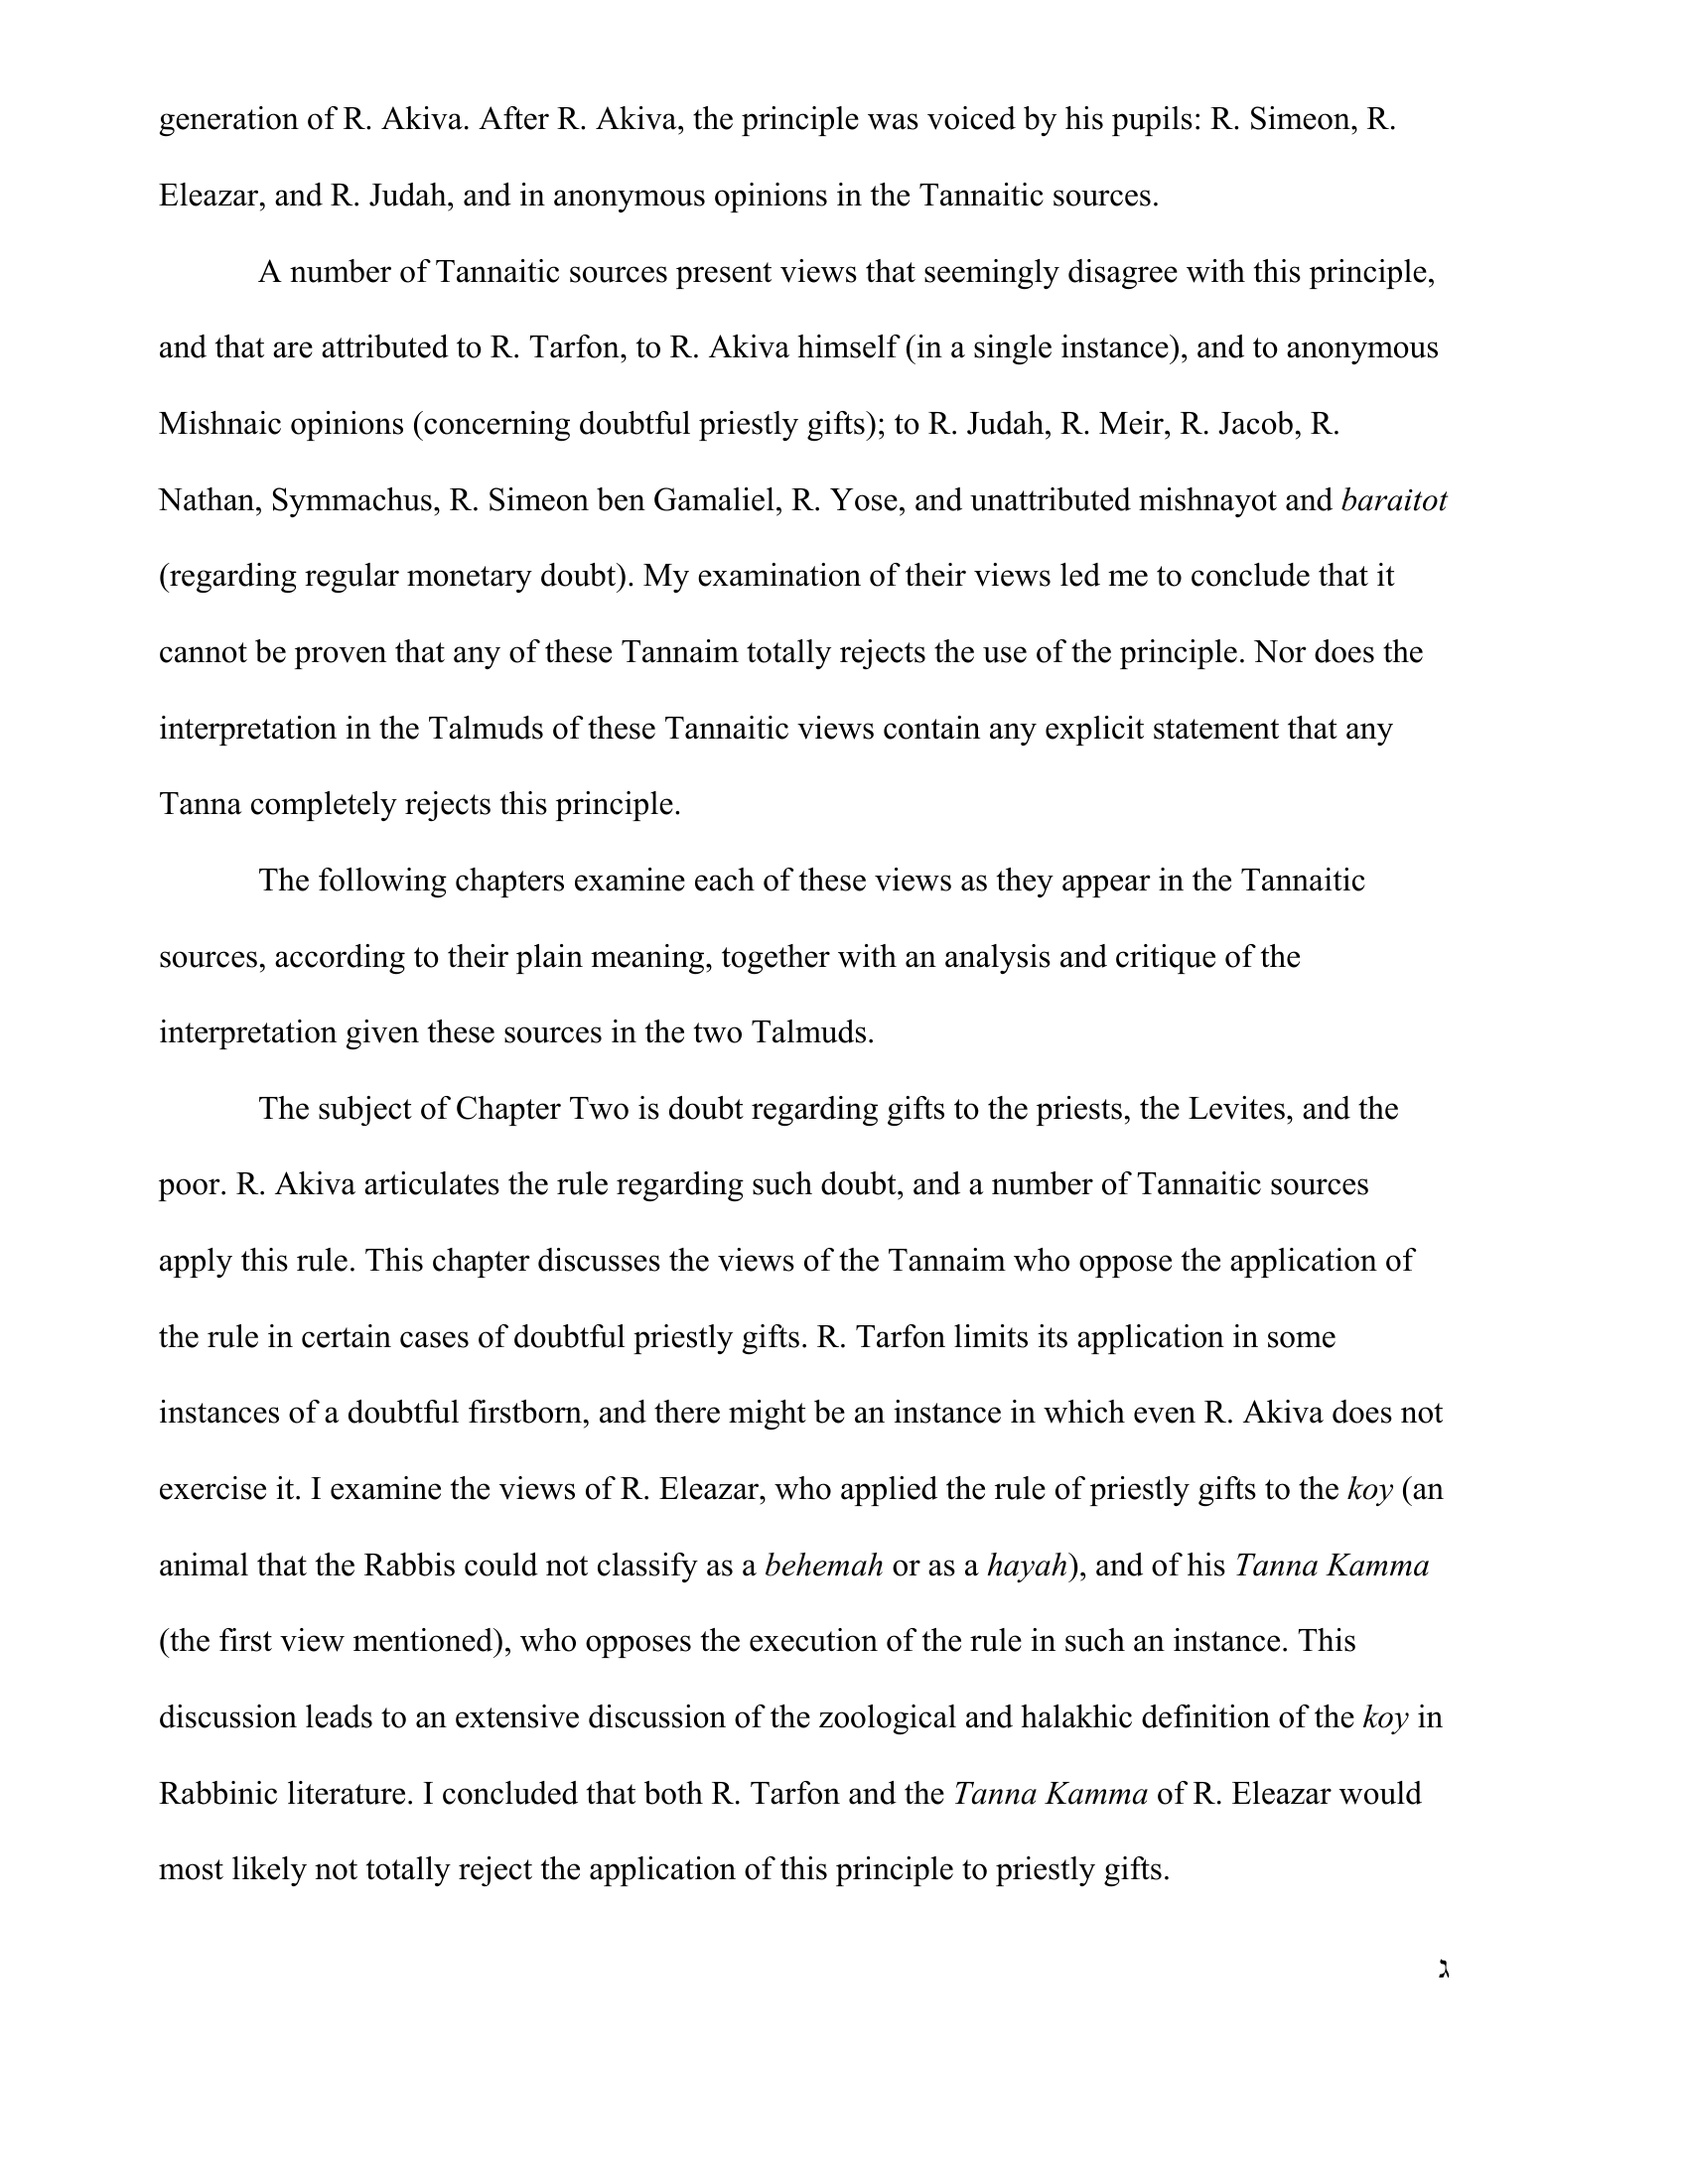 generation of R. Akiva. After R. Akiva, the principle was voiced by his pupils: R. Simeon, R.
Eleazar, and R. Judah, and in anonymous opinions in the Tannaitic sources.
A number of Tannaitic sources present views that seemingly disagree with this principle,
and that are attributed to R. Tarfon, to R. Akiva himself (in a single instance), and to anonymous
Mishnaic opinions (concerning doubtful priestly gifts); to R. Judah, R. Meir, R. Jacob, R.
Nathan, Symmachus, R. Simeon ben Gamaliel, R. Yose, and unattributed mishnayot and baraitot
(regarding regular monetary doubt). My examination of their views led me to conclude that it
cannot be proven that any of these Tannaim totally rejects the use of the principle. Nor does the
interpretation in the Talmuds of these Tannaitic views contain any explicit statement that any
Tanna completely rejects this principle.
The following chapters examine each of these views as they appear in the Tannaitic
sources, according to their plain meaning, together with an analysis and critique of the
interpretation given these sources in the two Talmuds.
The subject of Chapter Two is doubt regarding gifts to the priests, the Levites, and the
poor. R. Akiva articulates the rule regarding such doubt, and a number of Tannaitic sources
apply this rule. This chapter discusses the views of the Tannaim who oppose the application of
the rule in certain cases of doubtful priestly gifts. R. Tarfon limits its application in some
instances of a doubtful firstborn, and there might be an instance in which even R. Akiva does not
exercise it. I examine the views of R. Eleazar, who applied the rule of priestly gifts to the koy (an
animal that the Rabbis could not classify as a behemah or as a hayah), and of his Tanna Kamma
(the first view mentioned), who opposes the execution of the rule in such an instance. This
discussion leads to an extensive discussion of the zoological and halakhic definition of the koy in
Rabbinic literature. I concluded that both R. Tarfon and the Tanna Kamma of R. Eleazar would
most likely not totally reject the application of this principle to priestly gifts.
ג